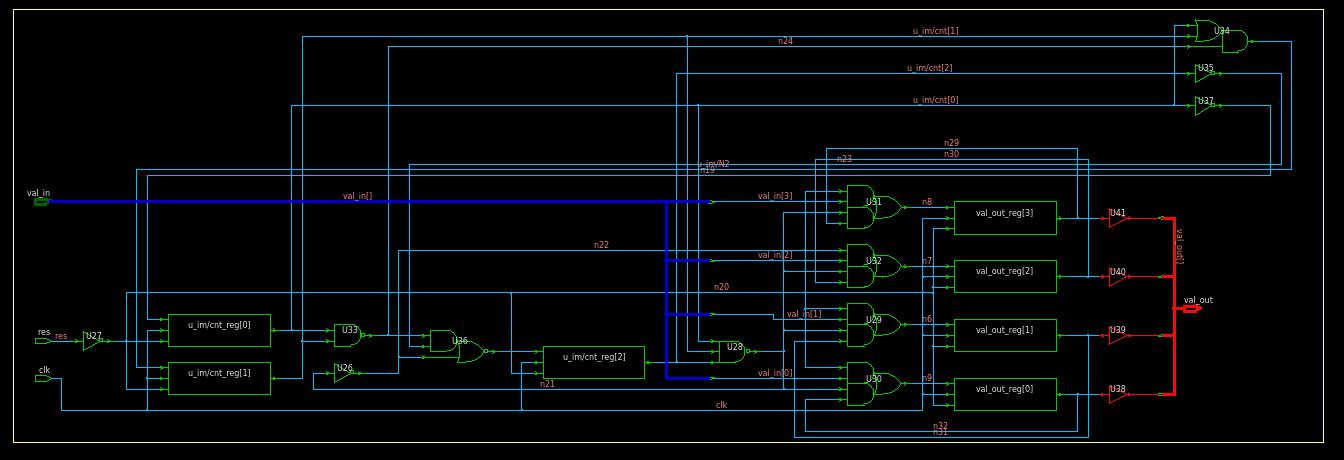 u_im/cnt[1]
U34
n24
u_im/cnt[2]
U35
u_im/cnt[0]
U37
n29
n30
n23
u_im/N2
n19
val_in
val_in[]
val_in[3]
U31
n8
val_out_reg[3]
U41
val_out[]
n22
val_in[2]
U32
n7
val_out_reg[2]
U40
n20
val_out
val_in[1]
U29
n6
val_out_reg[1]
U39
res
res
U27
u_im/cnt_reg[0]
U33
U36
U28
u_im/cnt_reg[2]
clk
u_im/cnt_reg[1]
U26
val_in[0]
U30
n9
val_out_reg[0]
U38
n21
clk
n32
n31